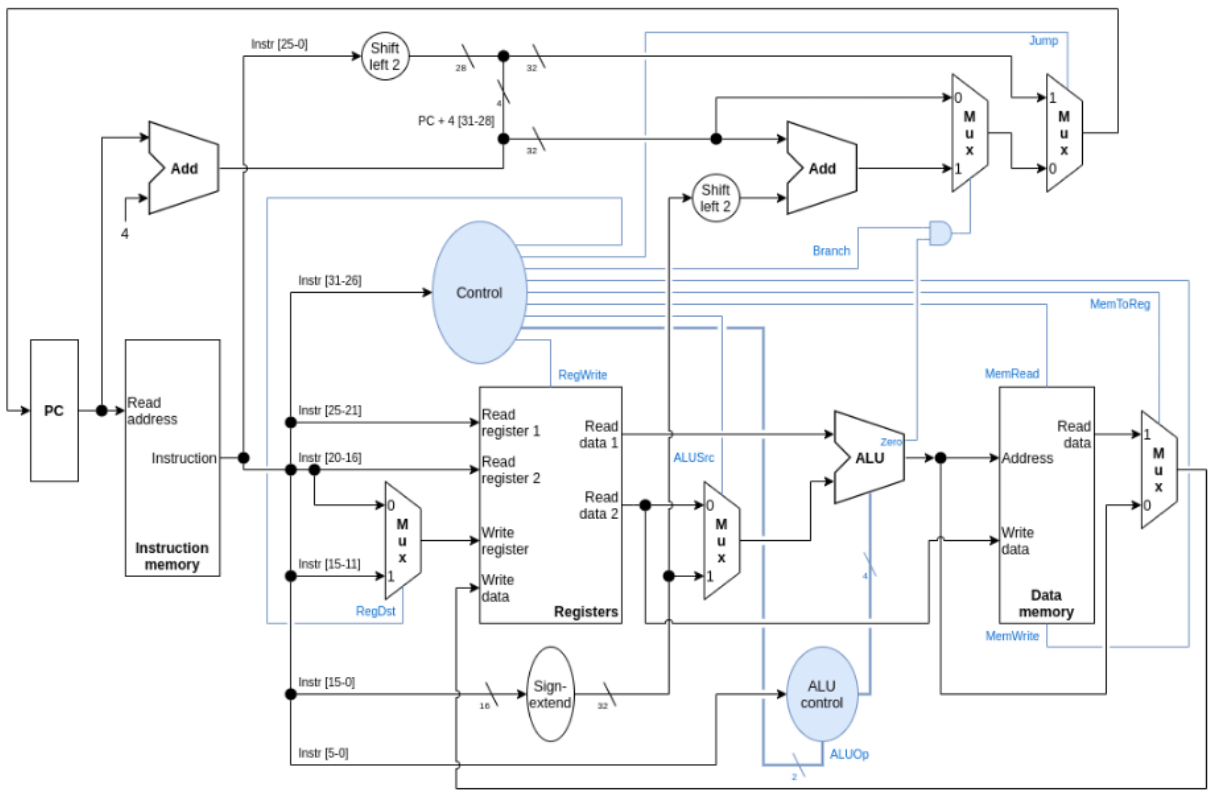 Instr [25-0]
Shift
left 2
28
32
Jump
4
PC + 4 [31-28]
32
0
M
u
x
1
1
M
u
x
0
Add
4
Add
Shift
left 2
Branch
Instr [31-26]
Control
MemToReg
RegWrite
MemRead
PC
Read
address
Instruction
Instruction
memory
Instr [25-21]
Instr [20-16]
Instr [15-11]
0
M
u
x
1
RegDst
Read
register 1
Read
register 2
Write
register
Write
data
Read
data 1
Read
data 2
Registers
ALUSrc
0
M
u
x
1
Zero
ALU
4
Address
Read
data
Write
data
Data
memory
MemWrite
1
M
u
x
0
Instr [15-0]
16
Sign-
extend
32
ALU
control
Instr [5-0]
ALUOp
2